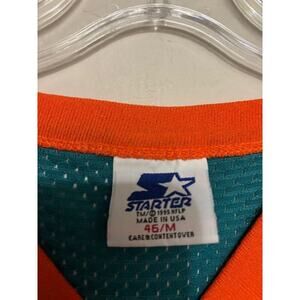 STARTER
TM/© 1995 NFLP
MADE IN USA
46/M
CARE & CONTENT OVER